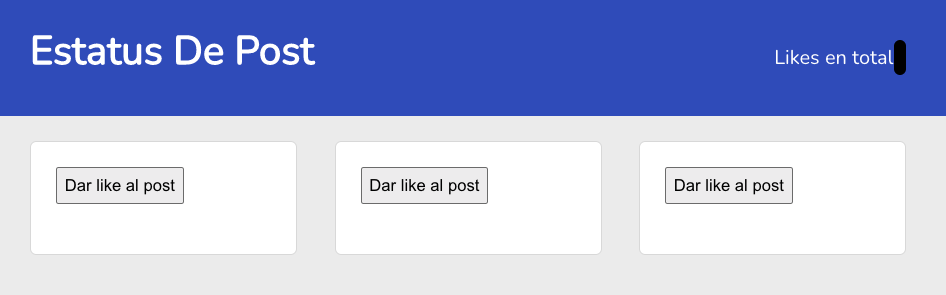 Estatus De Post
Likes en total
Dar like al post
Dar like al post
Dar like al post